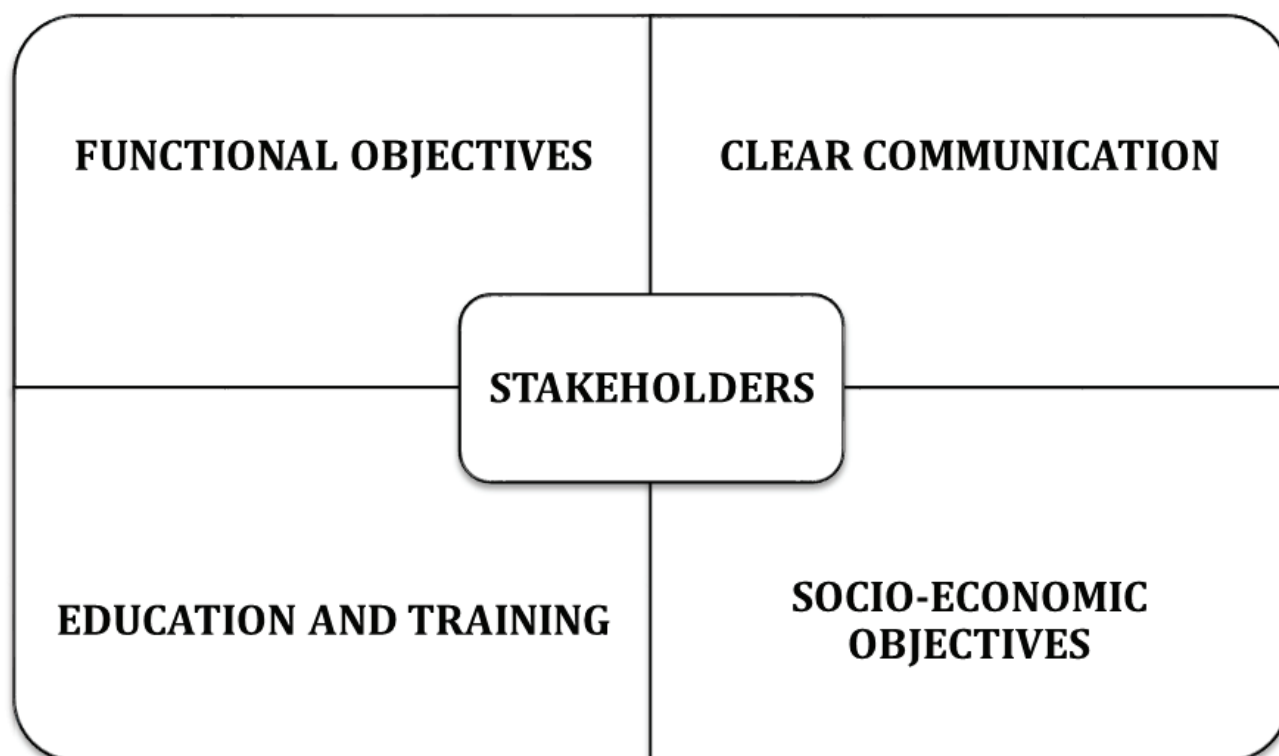 FUNCTIONAL OBJECTIVES
CLEAR COMMUNICATION
STAKEHOLDERS
EDUCATION AND TRAINING
SOCIO-ECONOMIC
OBJECTIVES